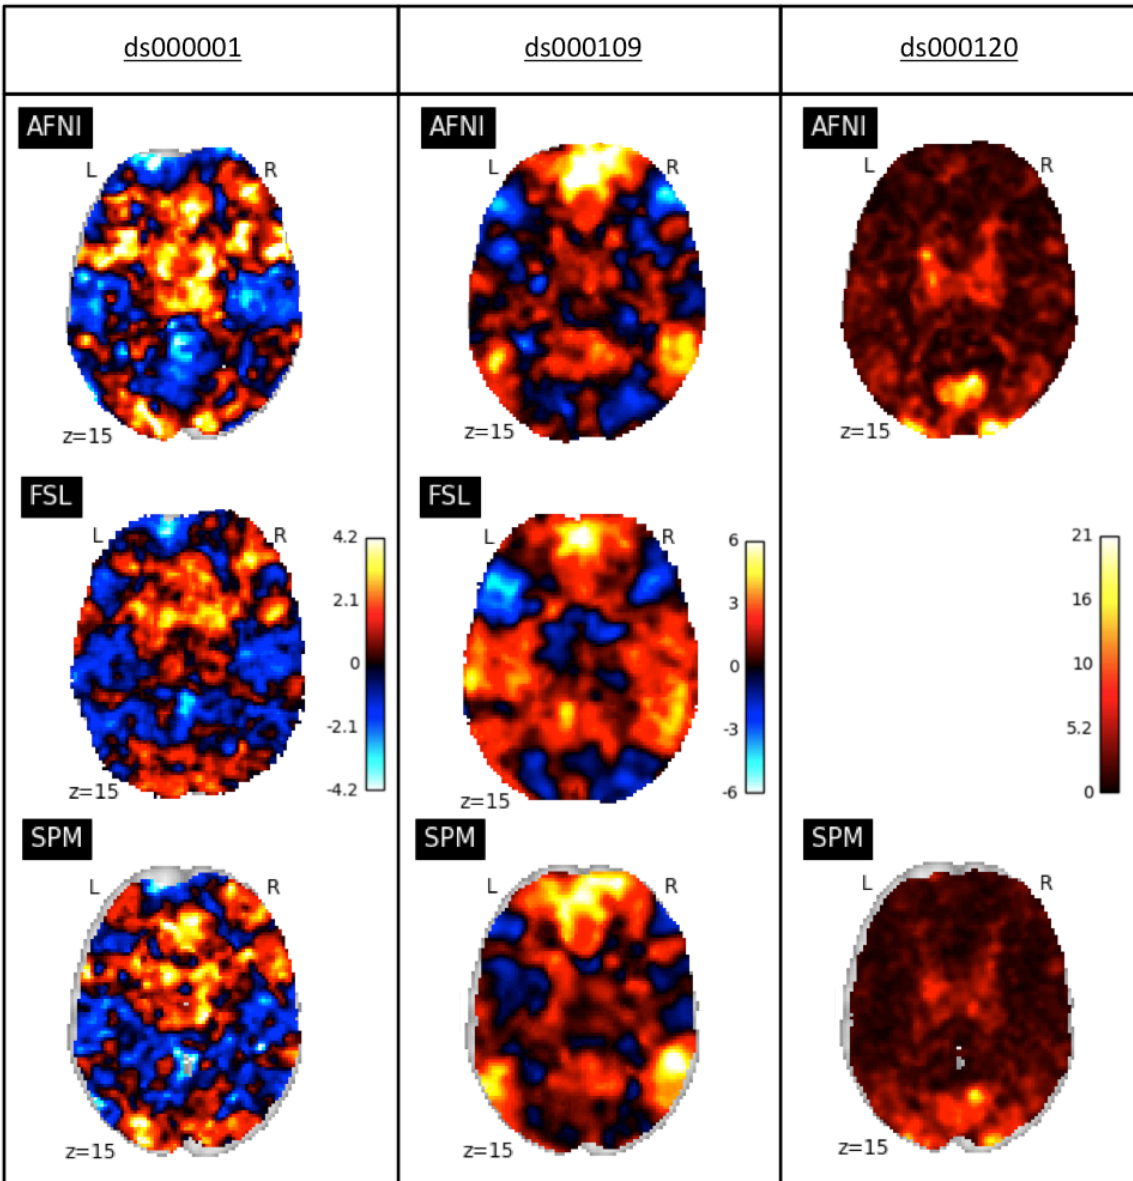 ds000001
ds000109
ds000120
AFNI
L
R
z=15
AFNI
L
R
z=15
AFNI
L
R
z=15
FSL
L
R
z=15
4.2
2.1
0
-2.1
-4.2
FSL
L
R
z=15
6
3
0
-3
-6
21
16
10
5.2
0
SPM
L
R
z=15
SPM
L
R
z=15
SPM
L
R
z=15